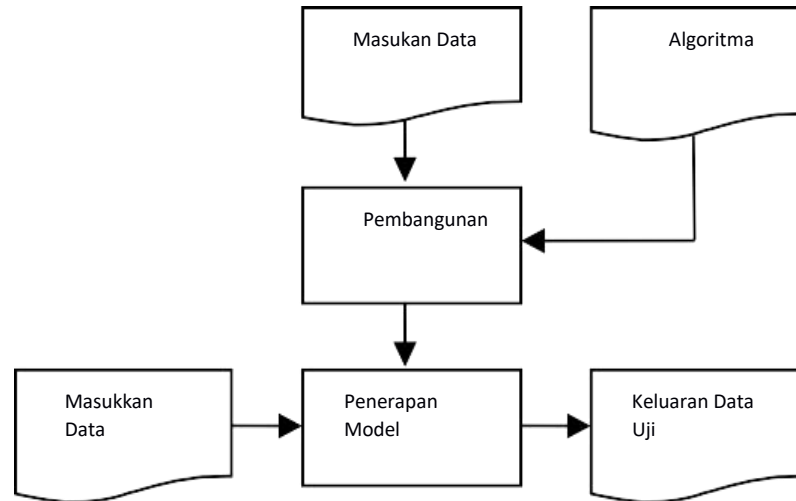 Masukan Data
Algoritma
Pembangunan
Masukkan
Data
Penerapan
Model
Keluaran Data
Uji